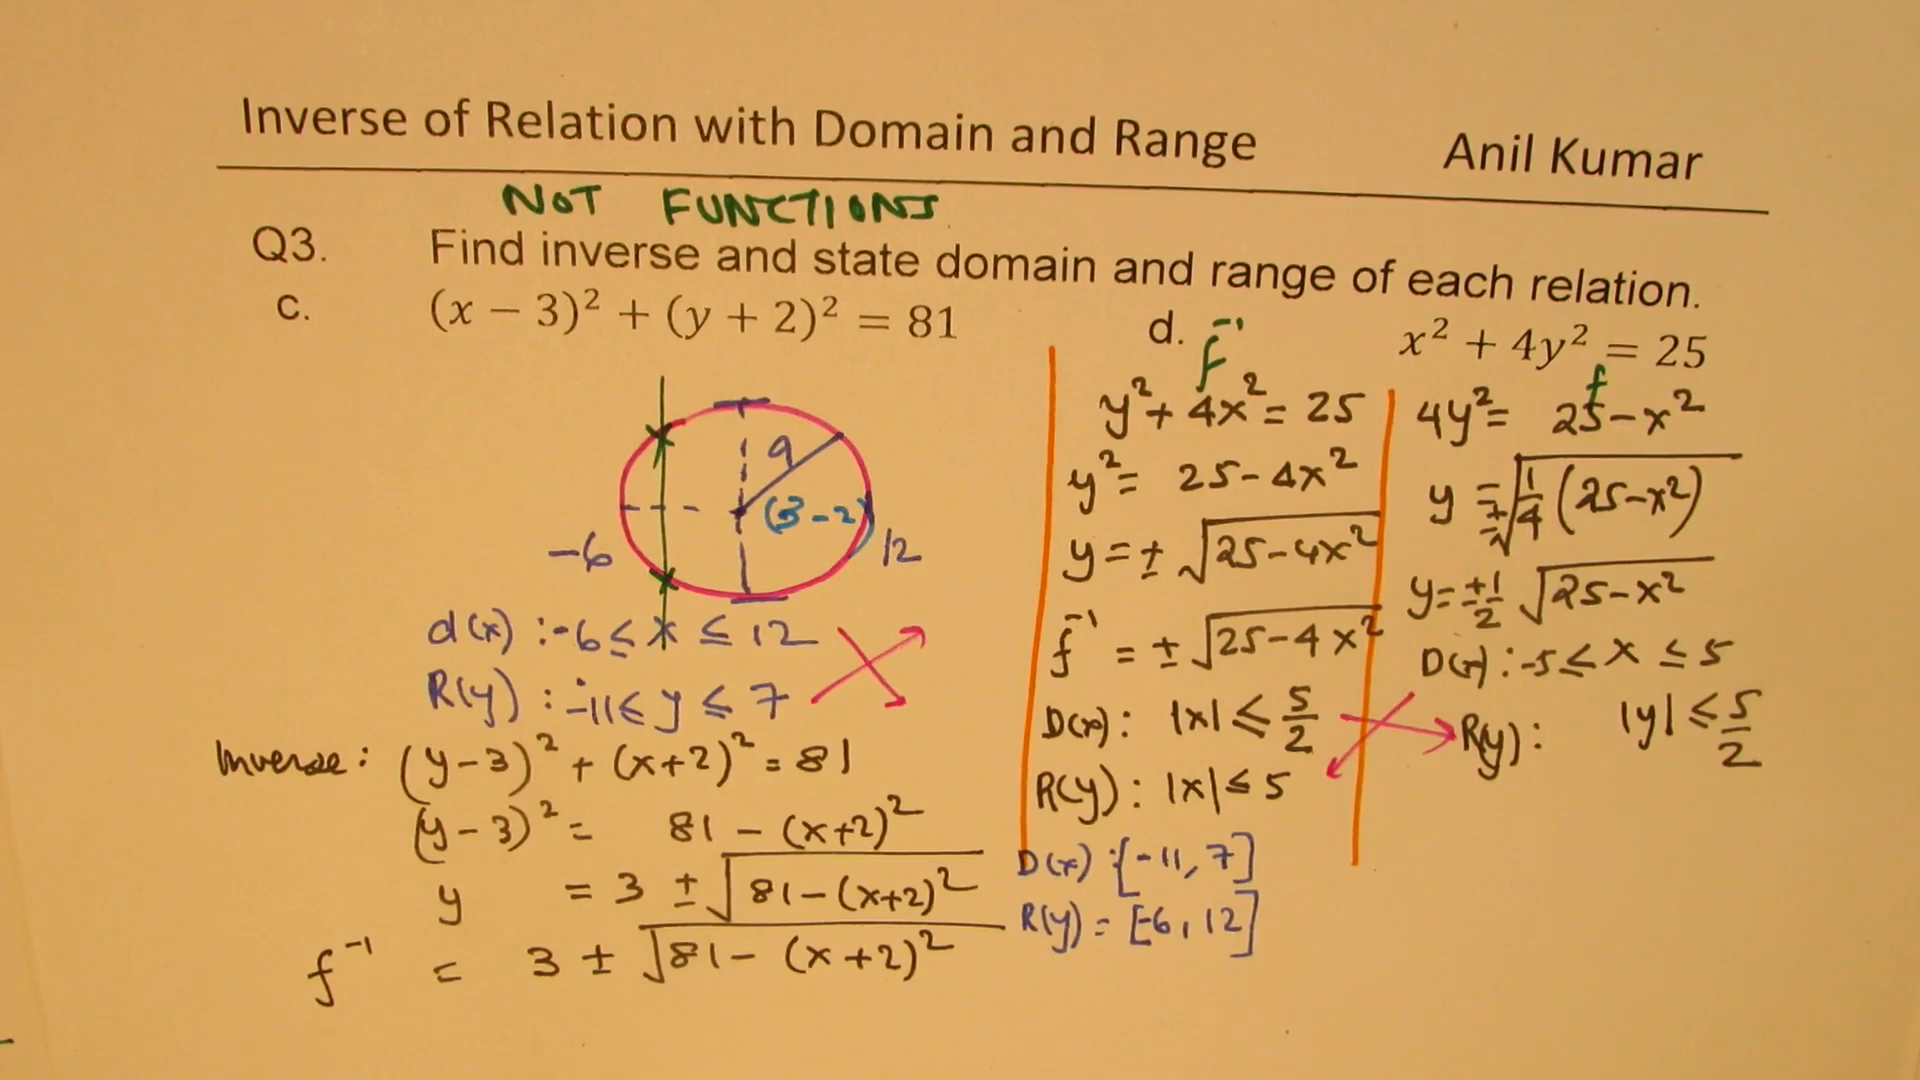 Inverse of Relation with Domain and Range Anil Kumar
NOT FUNCTIONS
Q3. Find inverse and state domain and range of each relation.
c. (x − 3)² + (y + 2)² = 81
9
(3 -2)
-6
12
d(x) : -6 ≤ x ≤ 12
R(y) : -11 ≤ y ≤ 7
Inverse : (y-3)² + (x+2)² = 81
(y-3)² = 81 - (x+2)²
y = 3 ± √81-(x+2)²
f⁻¹ = 3 ± √81-(x+2)²
D(x) : [-11, 7]
R(y) = [-6, 12]
d. x² + 4y² = 25
f⁻¹
y² + 4x² = 25
y² = 25 - 4x²
y = ± √25-4x²
f⁻¹ = ± √25-4x²
D(x) : |x| ≤ 5/2
R(y) : |x| ≤ 5
f
4y² = 25-x²
y = ±√1/4 (25-x²)
y = ±1/2 √25-x²
D(x) : -5 ≤ x ≤ 5
R(y) : |y| ≤ 5/2